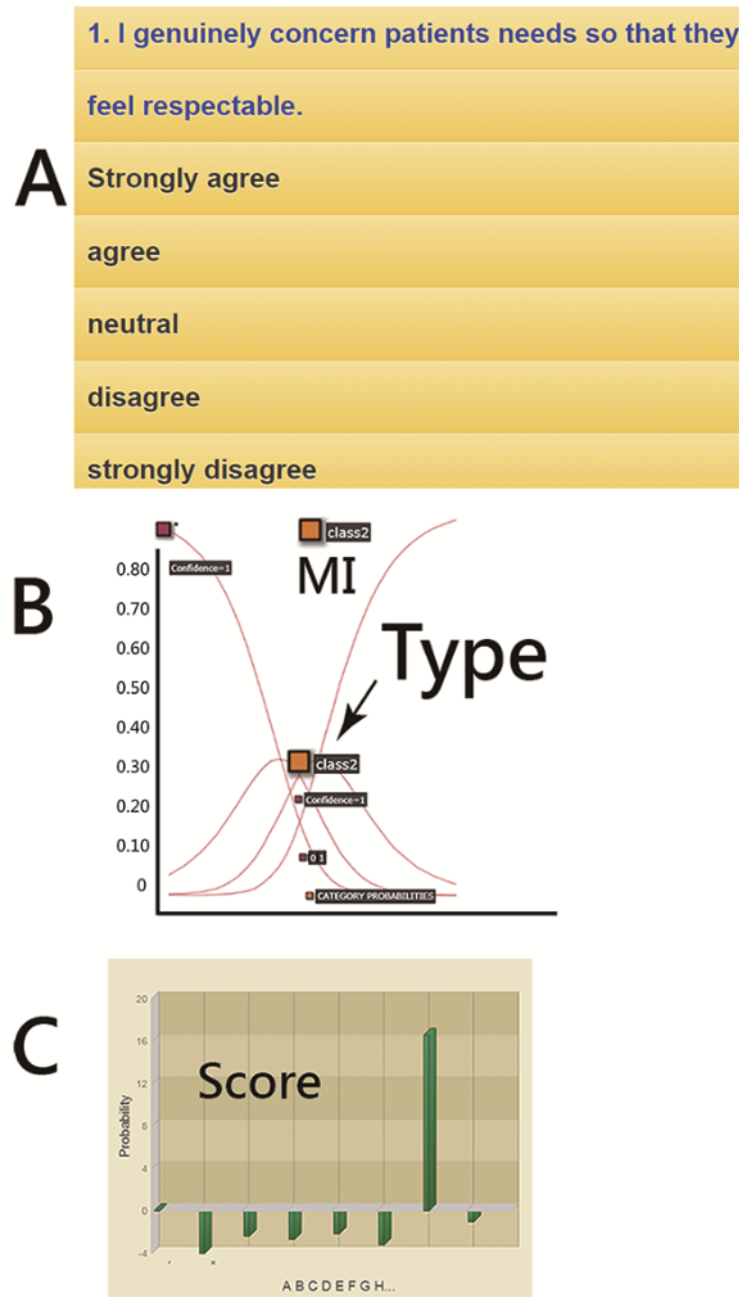 A
1. I genuinely concern patients needs so that they
feel respectable.
Strongly agree
agree
neutral
disagree
strongly disagree
B
class2
MI
Confidence=1
Type
class2
Confidence=1
0 1
CATEGORY PROBABILITIES
0.80
0.70
0.60
0.50
0.40
0.30
0.20
0.10
0
C
Score
Probability
20
16
12
8
4
0
-4
A B C D E F G H...